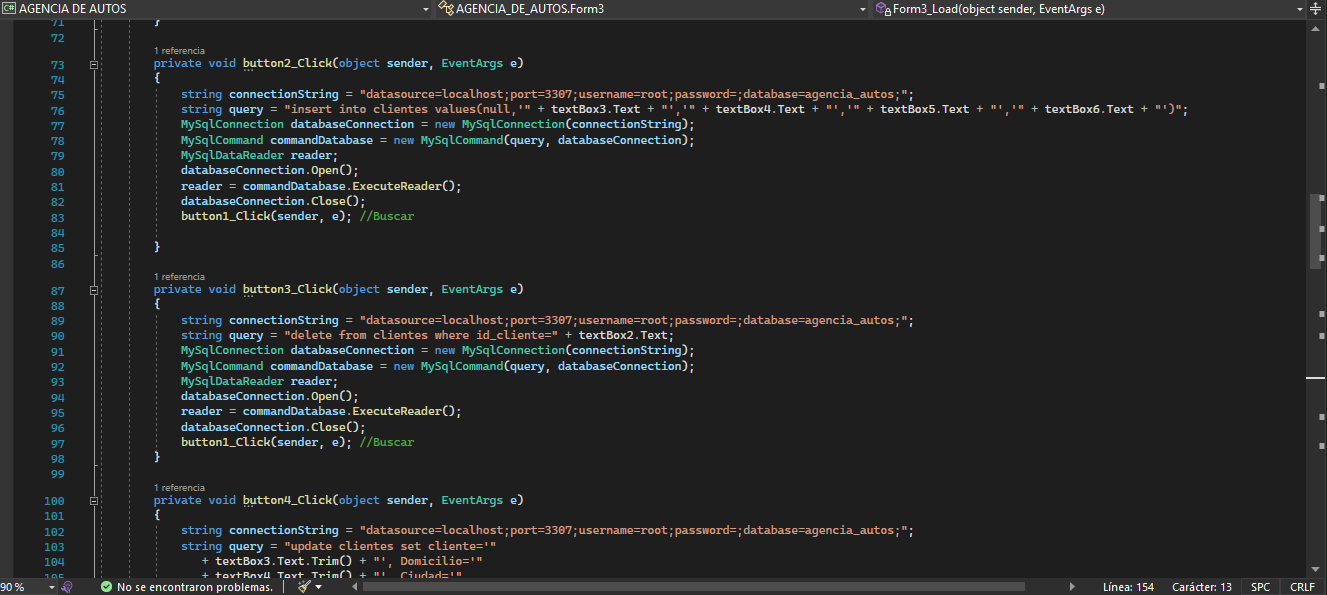 AGENCIA DE AUTOS AGENCIA_DE_AUTOS.Form3 Form3_Load(object sender, EventArgs e)
71 }
72
1 referencia
73 private void button2_Click(object sender, EventArgs e)
74 {
75 string connectionString = "datasource=localhost;port=3307;username=root;password=;database=agencia_autos;";
76 string query = "insert into clientes values(null,'" + textBox3.Text + "','" + textBox4.Text + "','" + textBox5.Text + "','" + textBox6.Text + "')";
77 MySqlConnection databaseConnection = new MySqlConnection(connectionString);
78 MySqlCommand commandDatabase = new MySqlCommand(query, databaseConnection);
79 MySqlDataReader reader;
80 databaseConnection.Open();
81 reader = commandDatabase.ExecuteReader();
82 databaseConnection.Close();
83 button1_Click(sender, e); //Buscar
84
85 }
86
1 referencia
87 private void button3_Click(object sender, EventArgs e)
88 {
89 string connectionString = "datasource=localhost;port=3307;username=root;password=;database=agencia_autos;";
90 string query = "delete from clientes where id_cliente=" + textBox2.Text;
91 MySqlConnection databaseConnection = new MySqlConnection(connectionString);
92 MySqlCommand commandDatabase = new MySqlCommand(query, databaseConnection);
93 MySqlDataReader reader;
94 databaseConnection.Open();
95 reader = commandDatabase.ExecuteReader();
96 databaseConnection.Close();
97 button1_Click(sender, e); //Buscar
98 }
99
1 referencia
100 private void button4_Click(object sender, EventArgs e)
101 {
102 string connectionString = "datasource=localhost;port=3307;username=root;password=;database=agencia_autos;";
103 string query = "update clientes set cliente='"
104 + textBox3.Text.Trim() + "', Domicilio='"
105 + textBox4.Text.Trim() + "', Ciudad='"
90 % No se encontraron problemas. Línea: 154 Carácter: 13 SPC CRLF